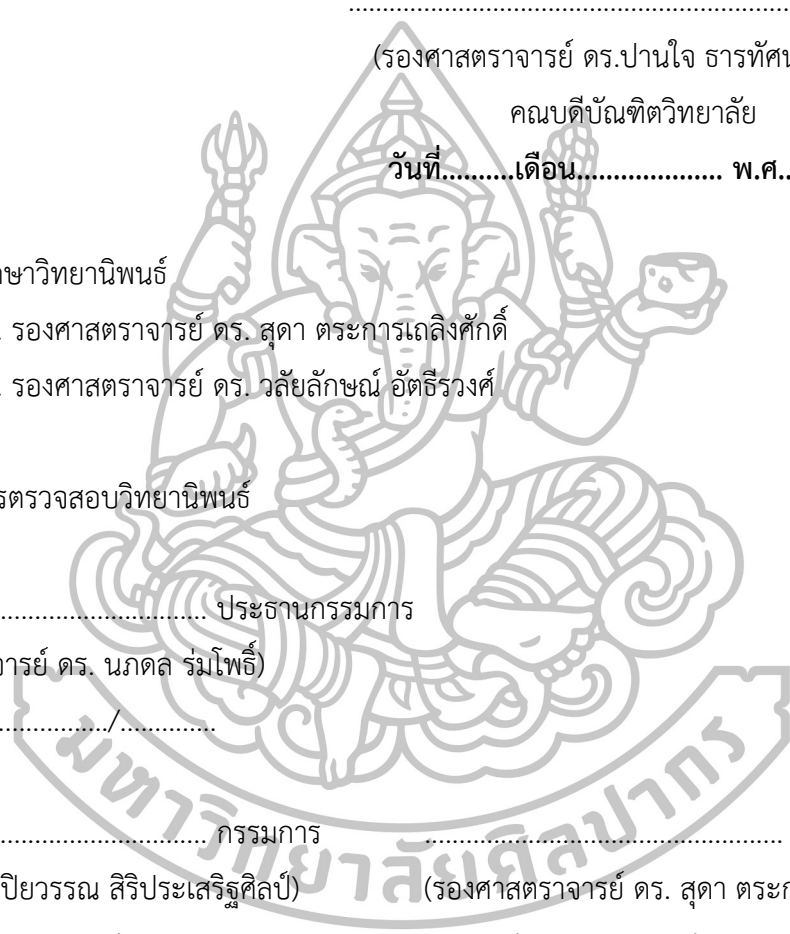 ..............................................................
(รองศาสตราจารย์ ดร.ปานใจ ธารทัศน
คณบดีบัณฑิตวิทยาลัย
วันที่..........เดือน.................... พ.ศ..
วิทยานิพนธ์
. รองศาสตราจารย์ ดร. สุดา ตระการเถลิงศักดิ์
. รองศาสตราจารย์ ดร. วลัยลักษณ์ อัตธีรวงศ์
ตรวจสอบวิทยานิพนธ์
............................. ประธานกรรมการ
ดร. นภดล ร่มโพธิ์)
................/.............
............................. กรรมการ ..................................................
ปิยวรรณ สิริประเสริฐศิลป์) (รองศาสตราจารย์ ดร. สุดา
มหาวิทยาลัยศิลปากร